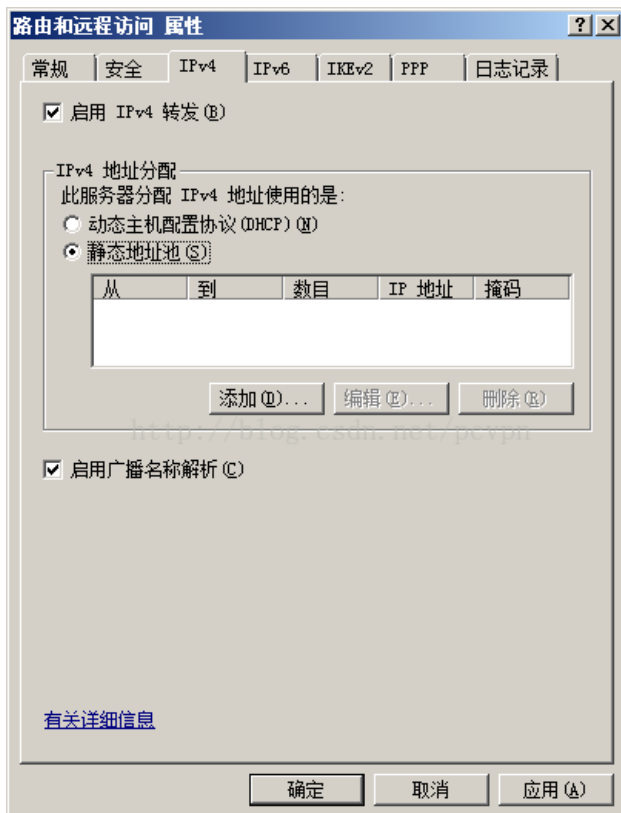 路由和远程访问 属性
常规 安全 IPv4 IPv6 IKEv2 PPP 日志记录
启用 IPv4 转发(B)
IPv4 地址分配
此服务器分配 IPv4 地址使用的是:
动态主机配置协议(DHCP)(N)
静态地址池(S)
从 到 数目 IP 地址 掩码
添加(D)... 编辑(E)... 删除(R)
http://blog.csdn.net/pcvpn
启用广播名称解析(C)
有关详细信息
确定 取消 应用(A)